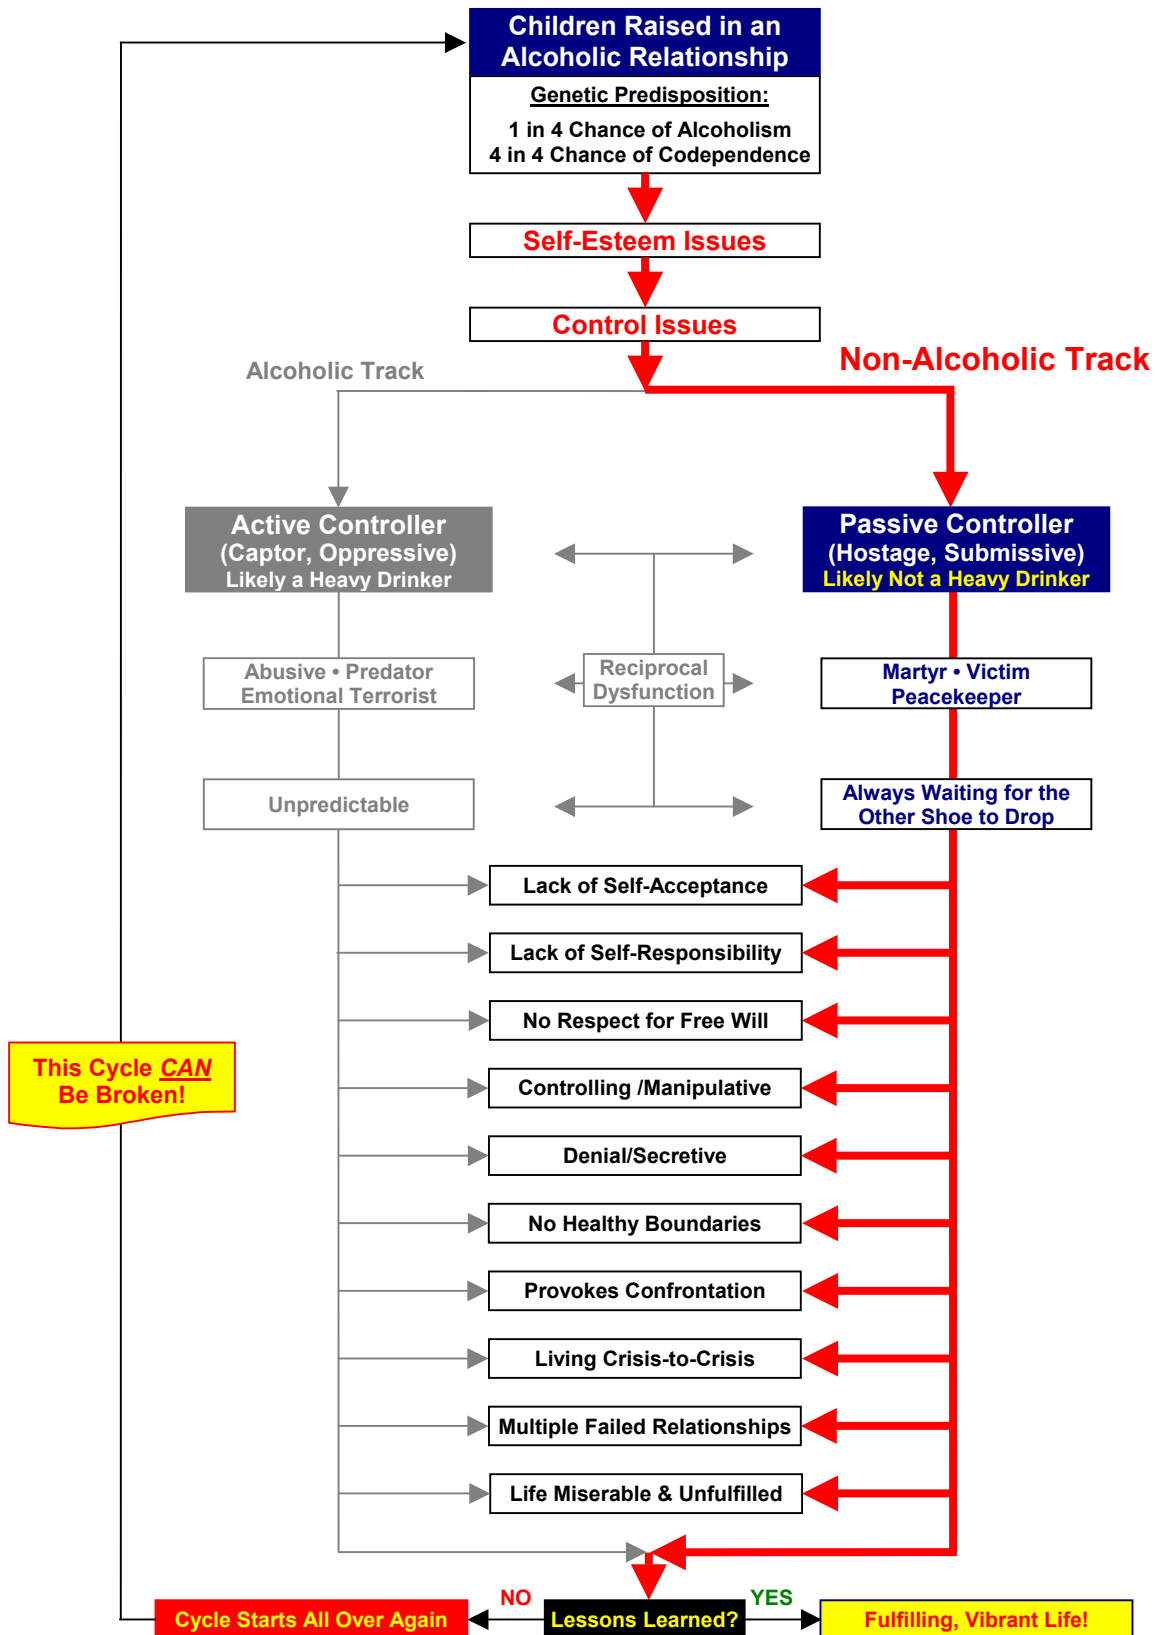 Children Raised in an
Alcoholic Relationship
Genetic Predisposition:
1 in 4 Chance of Alcoholism
4 in 4 Chance of Codependence
Self-Esteem Issues
Control Issues
Alcoholic Track
Non-Alcoholic Track
Active Controller
(Captor, Oppressive)
Likely a Heavy Drinker
Passive Controller
(Hostage, Submissive)
Likely Not a Heavy Drinker
Abusive • Predator
Emotional Terrorist
Reciprocal
Dysfunction
Martyr • Victim
Peacekeeper
Unpredictable
Always Waiting for the
Other Shoe to Drop
Lack of Self-Acceptance
Lack of Self-Responsibility
No Respect for Free Will
This Cycle CAN
Be Broken!
Controlling /Manipulative
Denial/Secretive
No Healthy Boundaries
Provokes Confrontation
Living Crisis-to-Crisis
Multiple Failed Relationships
Life Miserable & Unfulfilled
Cycle Starts All Over Again
NO
Lessons Learned?
YES
Fulfilling, Vibrant Life!